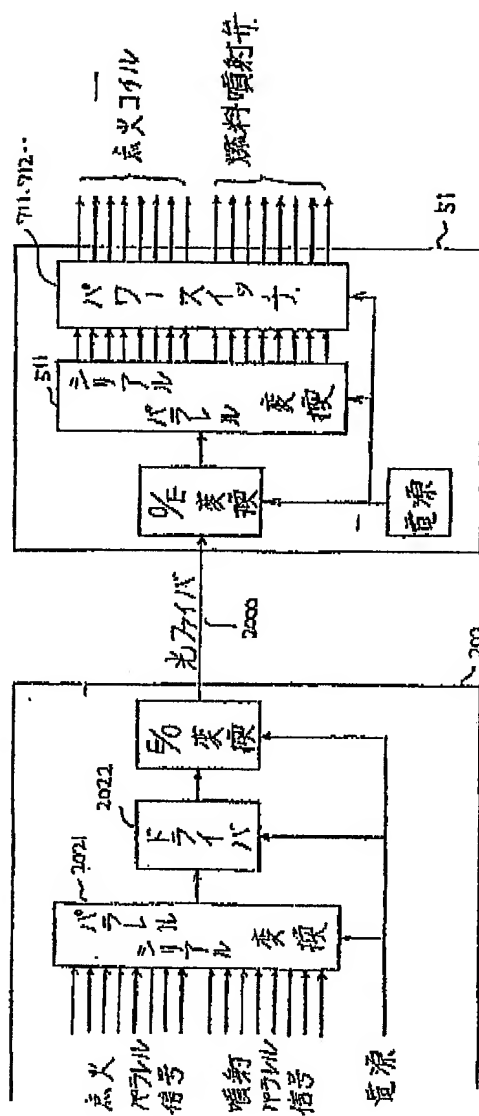 点火
パラレル
信号
噴射
パラレル
信号
電源
2021
パラレル
シリアル
変換
2022
ドライバ
E/O
変換
202
光ファイバ
2000
O/E
変換
電源
511
シリアル
パラレル
変換
711.712..
パワースイッチ
点火コイル
燃料噴射弁
51